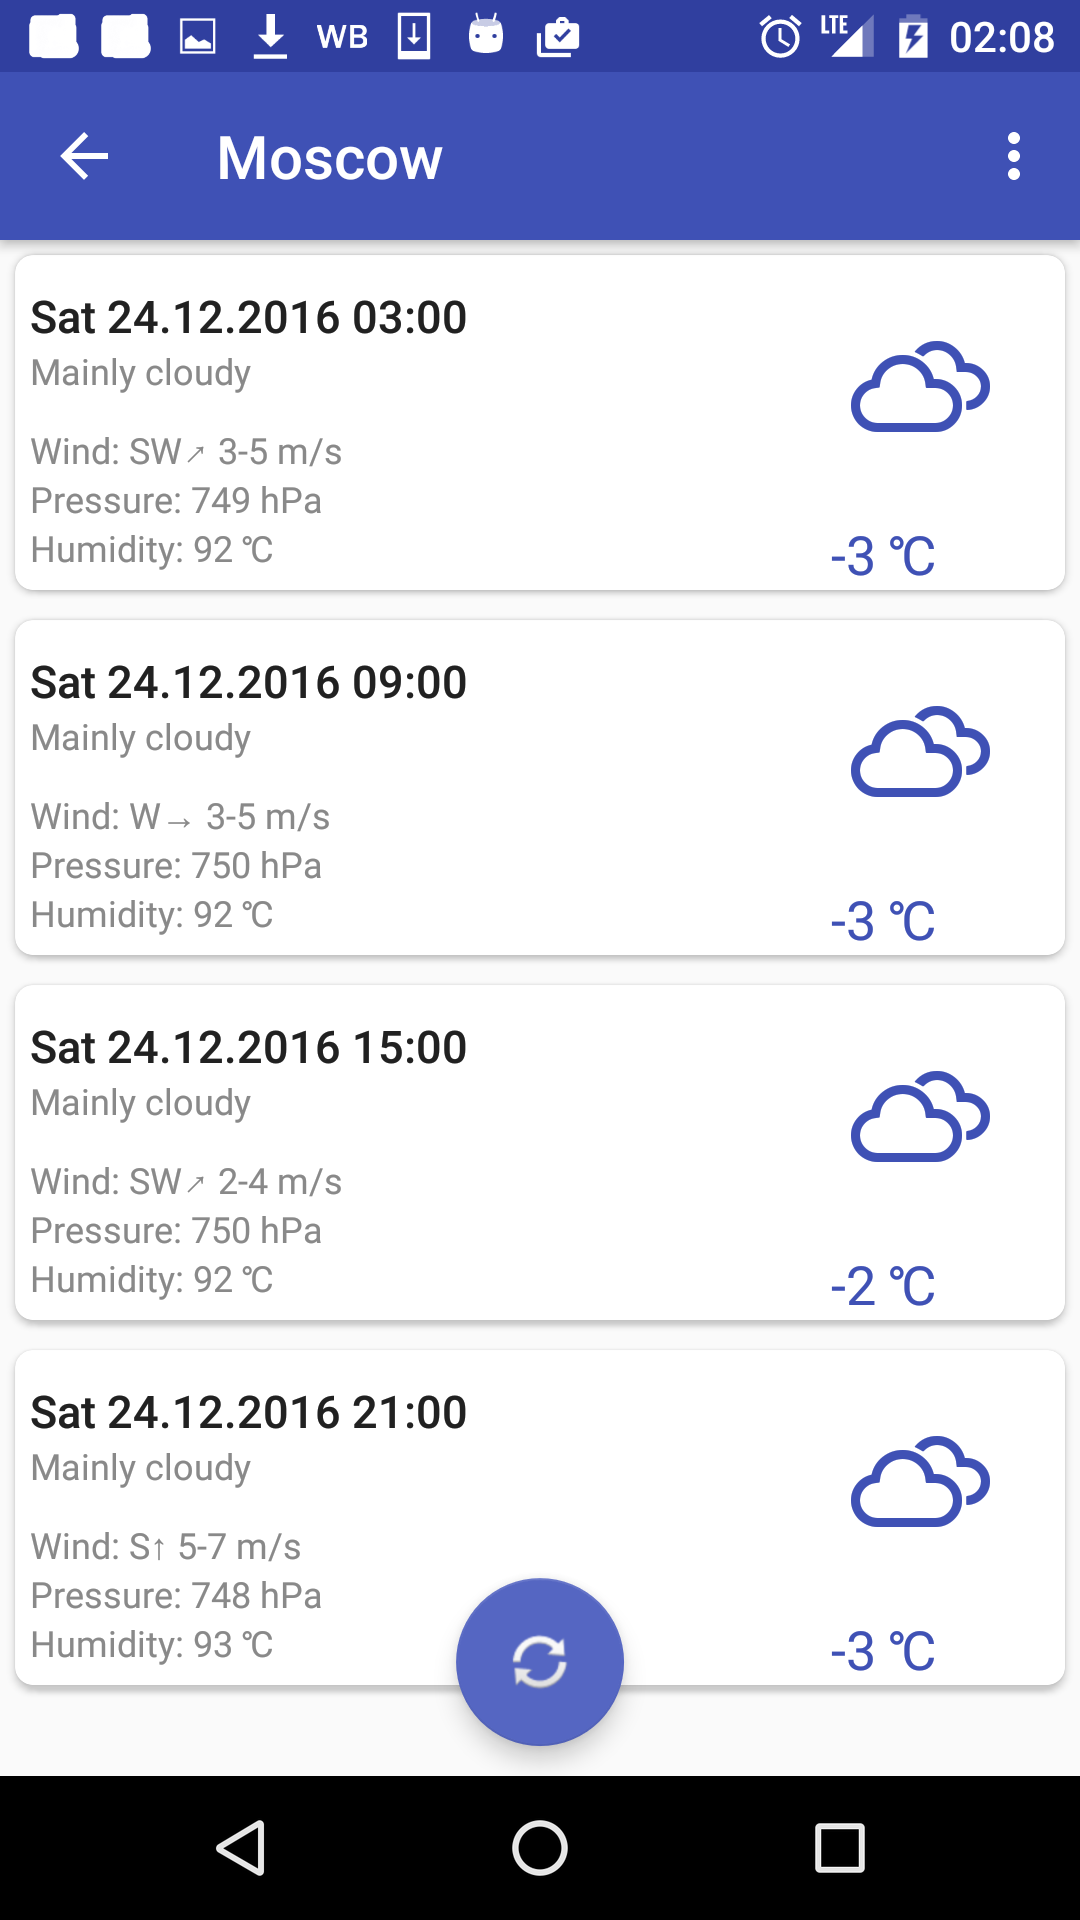 WB LTE 02:08
Moscow
Sat 24.12.2016 03:00
Mainly cloudy
Wind: SW↗ 3-5 m/s
Pressure: 749 hPa
Humidity: 92 ℃
-3 ℃
Sat 24.12.2016 09:00
Mainly cloudy
Wind: W→ 3-5 m/s
Pressure: 750 hPa
Humidity: 92 ℃
-3 ℃
Sat 24.12.2016 15:00
Mainly cloudy
Wind: SW↗ 2-4 m/s
Pressure: 750 hPa
Humidity: 92 ℃
-2 ℃
Sat 24.12.2016 21:00
Mainly cloudy
Wind: S↑ 5-7 m/s
Pressure: 748 hPa
Humidity: 93 ℃
-3 ℃